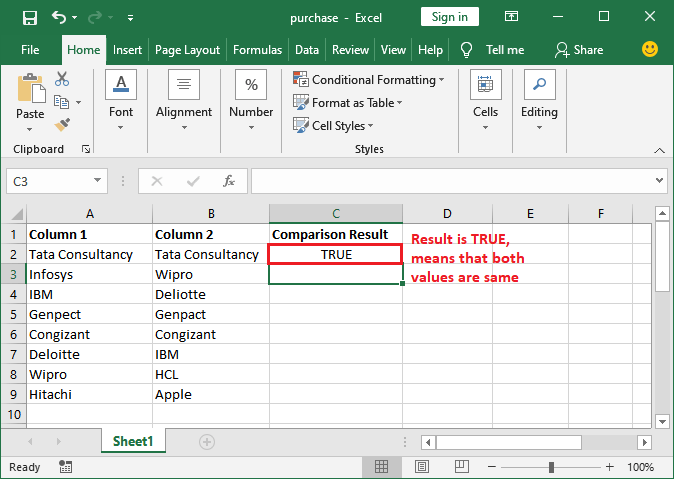 purchase - Excel
Sign in
File Home Insert Page Layout Formulas Data Review View Help Tell me Share
Paste
Clipboard
Font
Alignment
%
Number
Conditional Formatting
Format as Table
Cell Styles
Styles
Cells
Editing
C3 fx
A B C D E F
1 Column 1 Column 2 Comparison Result
2 Tata Consultancy Tata Consultancy TRUE
3 Infosys Wipro
4 IBM Deliotte
5 Genpect Genpact
6 Congizant Congizant
7 Deloitte IBM
8 Wipro HCL
9 Hitachi Apple
10
Result is TRUE,
means that both
values are same
Sheet1
Ready 100%